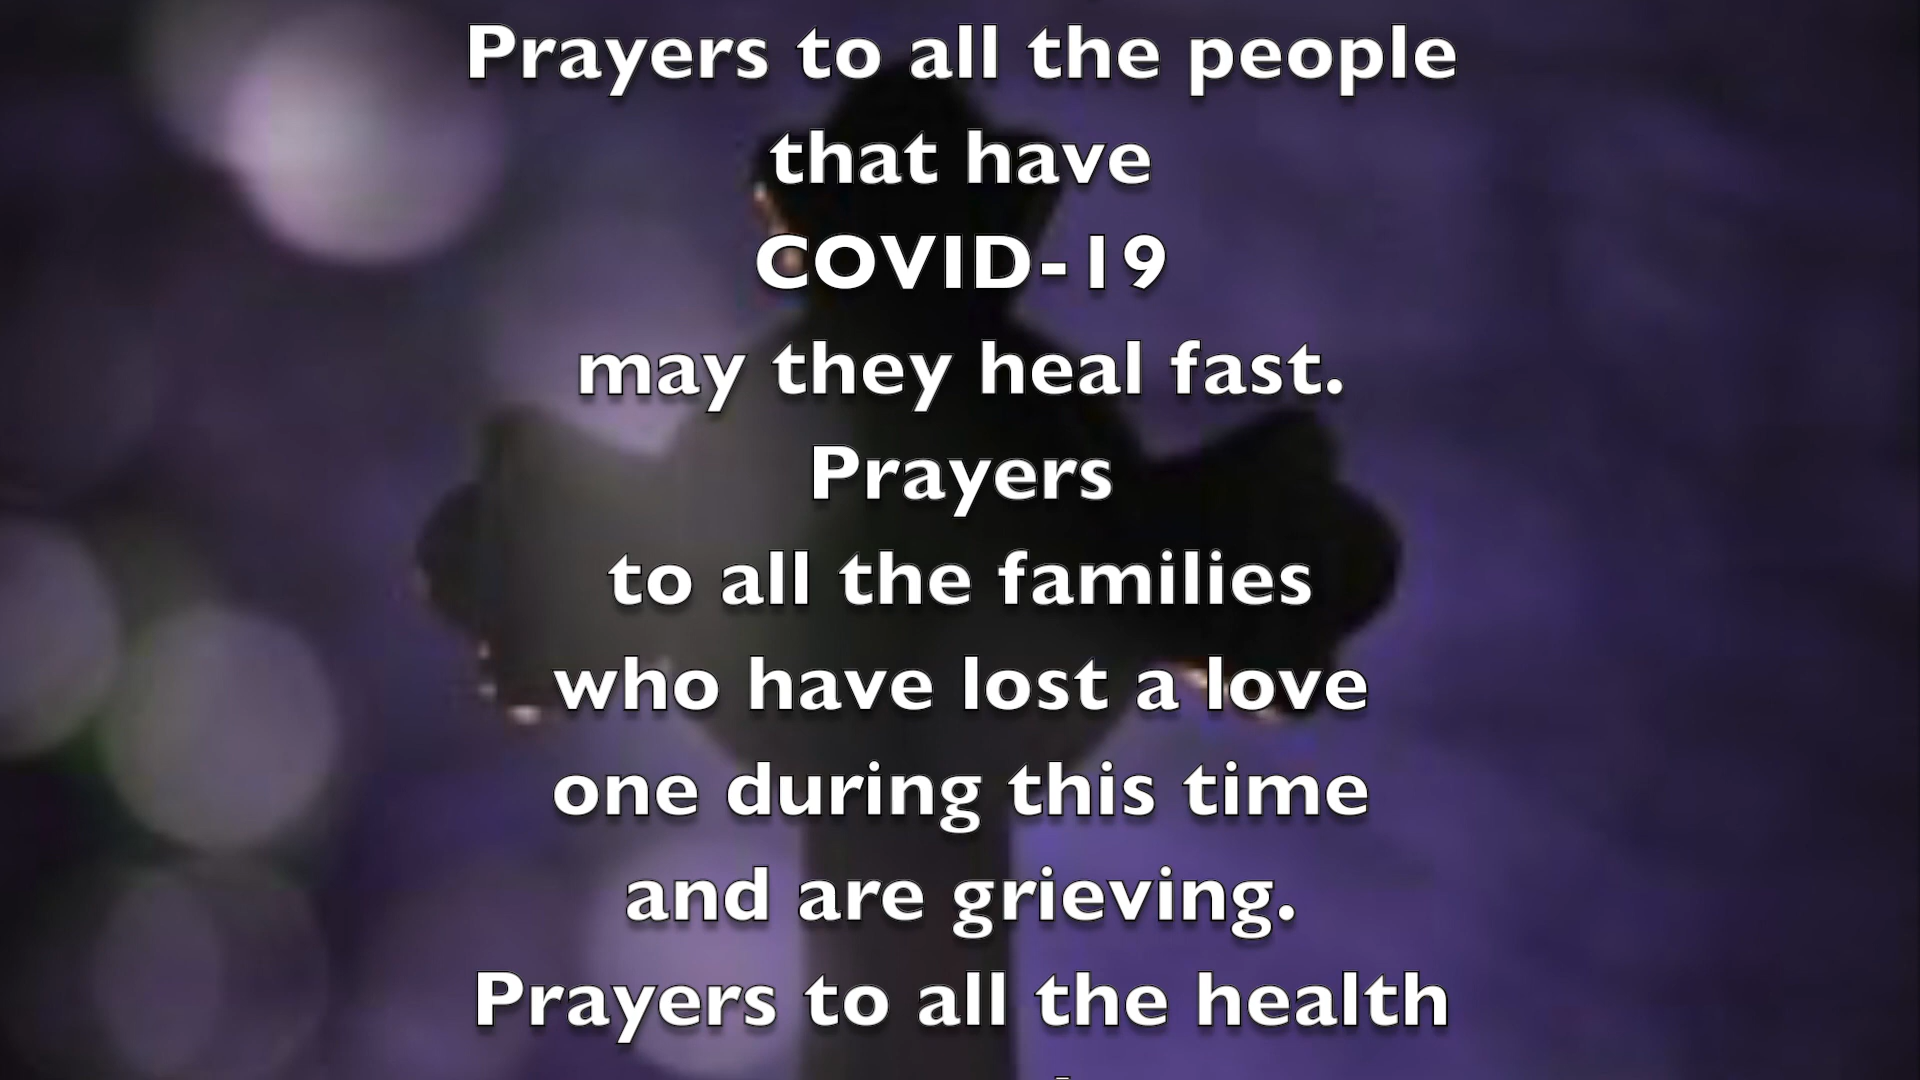 Prayers to all the people
that have
COVID-19
may they heal fast.
Prayers
to all the families
who have lost a love
one during this time
and are grieving.
Prayers to all the health